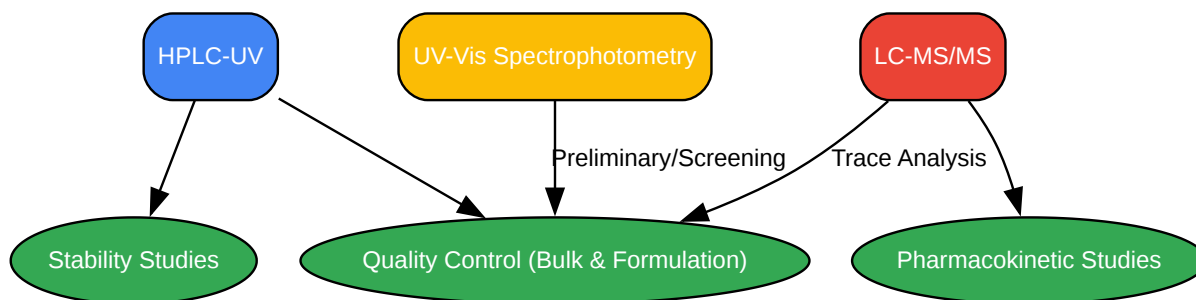 HPLC-UV
UV-Vis Spectrophotometry
LC-MS/MS
Preliminary/Screening
Trace Analysis
Stability Studies
Quality Control (Bulk & Formulation)
Pharmacokinetic Studies